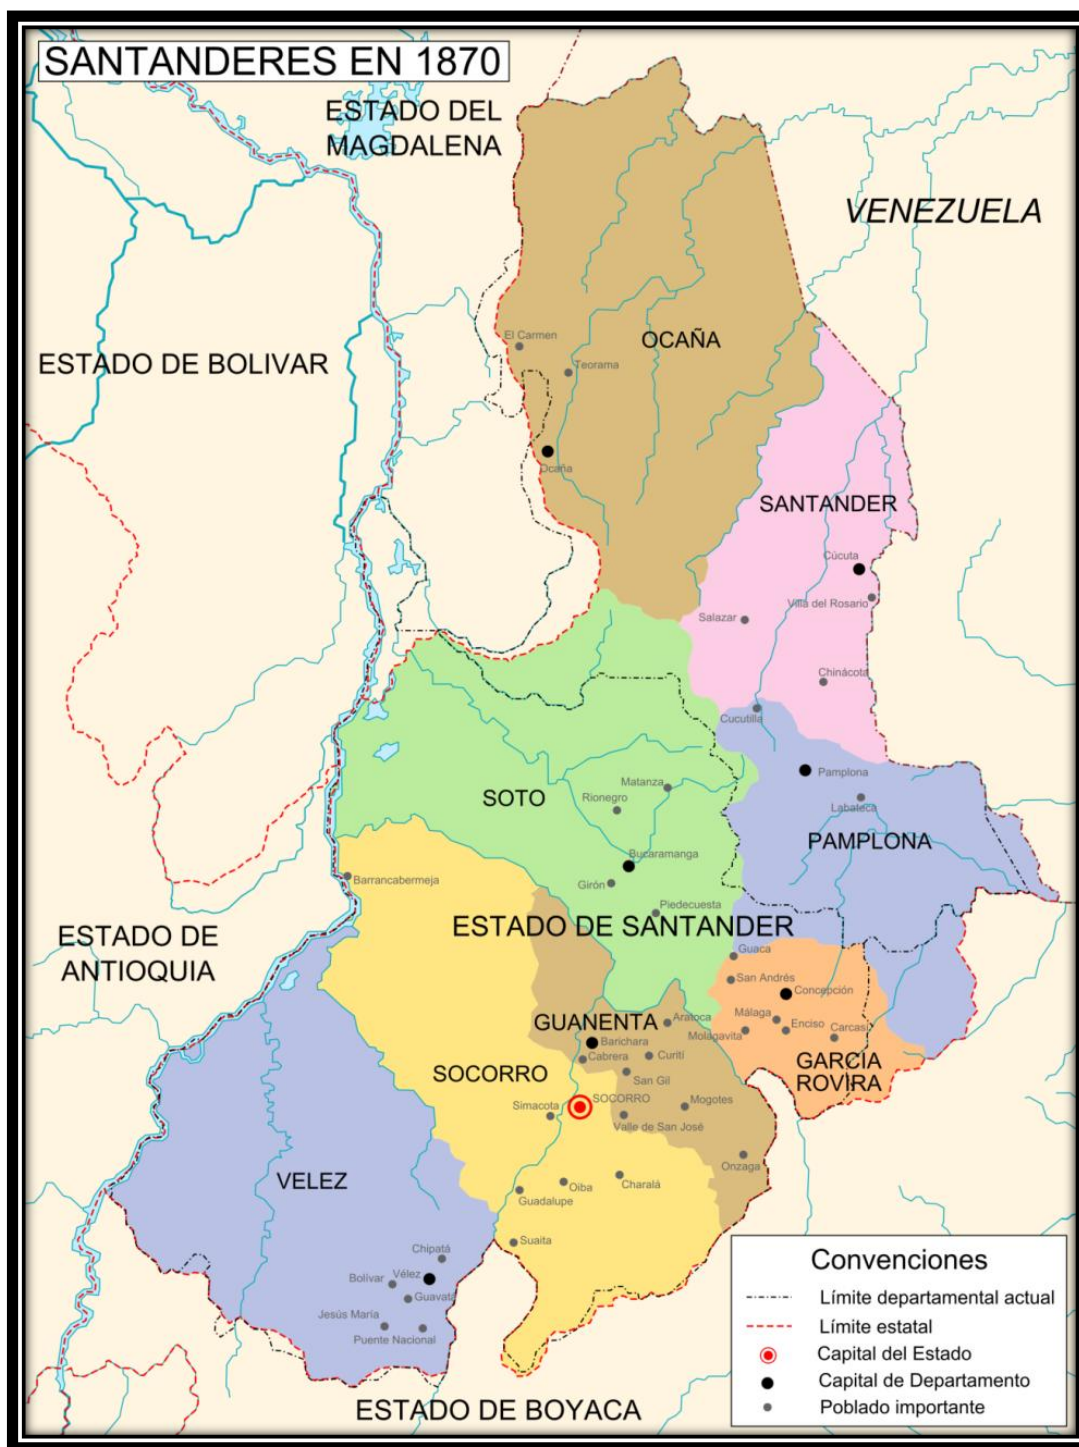 SANTANDERES EN 1870
ESTADO DEL
MAGDALENA
VENEZUELA
ESTADO DE BOLIVAR
El Carmen
OCAÑA
Teorama
Ocaña
SANTANDER
Cúcuta
Villa del Rosario
Salazar
Chinácota
Cucutilla
Pamplona
Labateca
PAMPLONA
SOTO
Matanza
Rionegro
Bucaramanga
Girón
Piedecuesta
Barrancabermeja
ESTADO DE SANTANDER
ESTADO DE
ANTIOQUIA
Guaca
San Andrés
Concepción
Málaga
Enciso
Molagavita
Carcasí
GARCIA
ROVIRA
Aratoca
GUANENTA
Barichara
Cabrera
Curití
San Gil
SOCORRO
SOCORRO
Simacota
Mogotes
Valle de San José
Onzaga
VELEZ
Oiba
Charalá
Guadalupe
Suaita
Chipatá
Vélez
Bolívar
Guavatá
Jesús María
Puente Nacional
ESTADO DE BOYACA
Convenciones
Límite departamental actual
Límite estatal
Capital del Estado
Capital de Departamento
Poblado importante